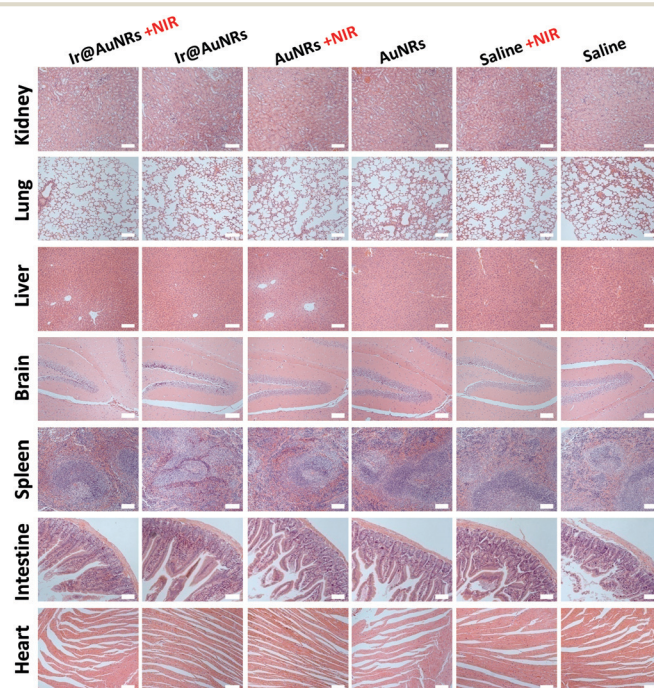 Ir@AuNRs +NIR
Ir@AuNRs
AuNRs +NIR
AuNRs
Saline +NIR
Saline
Kidney
Lung
Liver
Brain
Spleen
Intestine
Heart